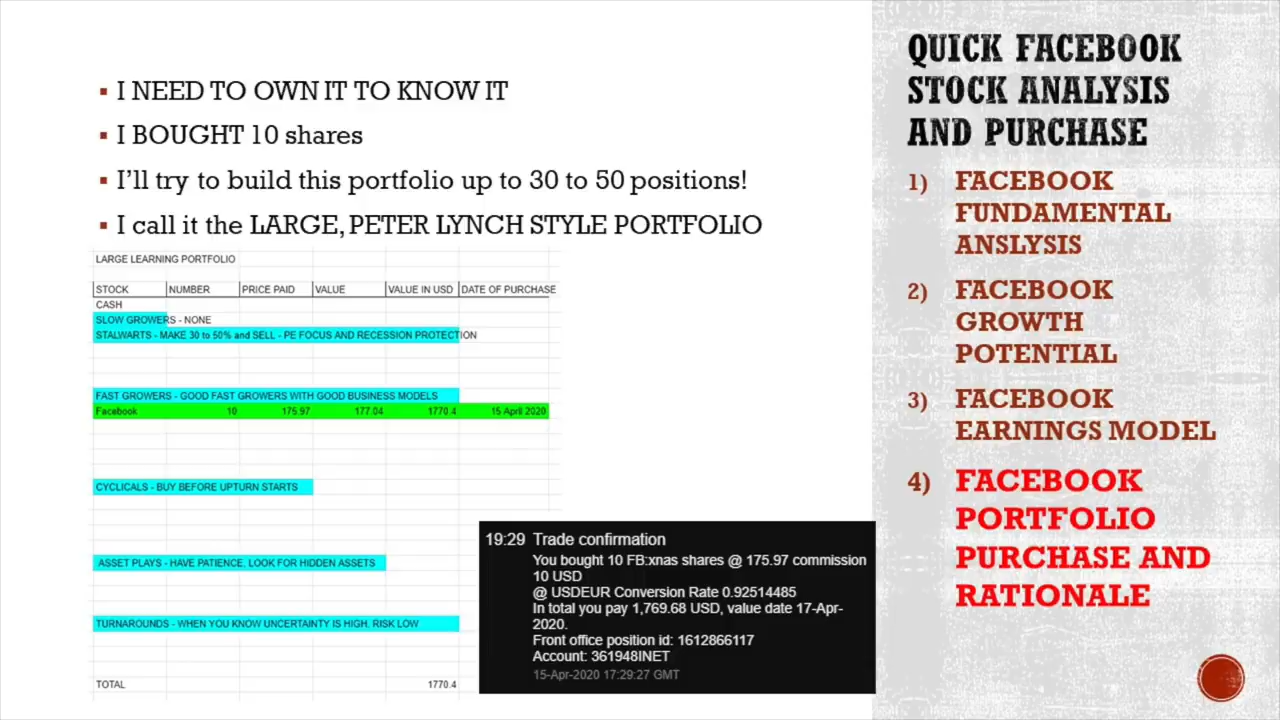 I NEED TO OWN IT TO KNOW IT
I BOUGHT 10 shares
I'll try to build this portfolio up to 30 to 50 positions!
I call it the LARGE, PETER LYNCH STYLE PORTFOLIO
LARGE LEARNING PORTFOLIO
STOCK NUMBER PRICE PAID VALUE VALUE IN USD DATE OF PURCHASE
CASH
SLOW GROWERS - NONE
STALWARTS - MAKE 30 to 50% and SELL - PE FOCUS AND RECESSION PROTECTION
FAST GROWERS - GOOD FAST GROWERS WITH GOOD BUSINESS MODELS
Facebook 10 175.97 177.04 1770.4 15 April 2020
CYCLICALS - BUY BEFORE UPTURN STARTS
ASSET PLAYS - HAVE PATIENCE, LOOK FOR HIDDEN ASSETS
TURNAROUNDS - WHEN YOU KNOW UNCERTAINTY IS HIGH, RISK LOW
TOTAL 1770.4
19:29 Trade confirmation
You bought 10 FB:xnas shares @ 175.97 commission
10 USD
@ USDEUR Conversion Rate 0.92514485
In total you pay 1,769.68 USD, value date 17-Apr-
2020.
Front office position id: 1612866117
Account: 361948INET
15-Apr-2020 17:29:27 GMT
QUICK FACEBOOK
STOCK ANALYSIS
AND PURCHASE
1) FACEBOOK
FUNDAMENTAL
ANSLYSIS
2) FACEBOOK
GROWTH
POTENTIAL
3) FACEBOOK
EARNINGS MODEL
4) FACEBOOK
PORTFOLIO
PURCHASE AND
RATIONALE